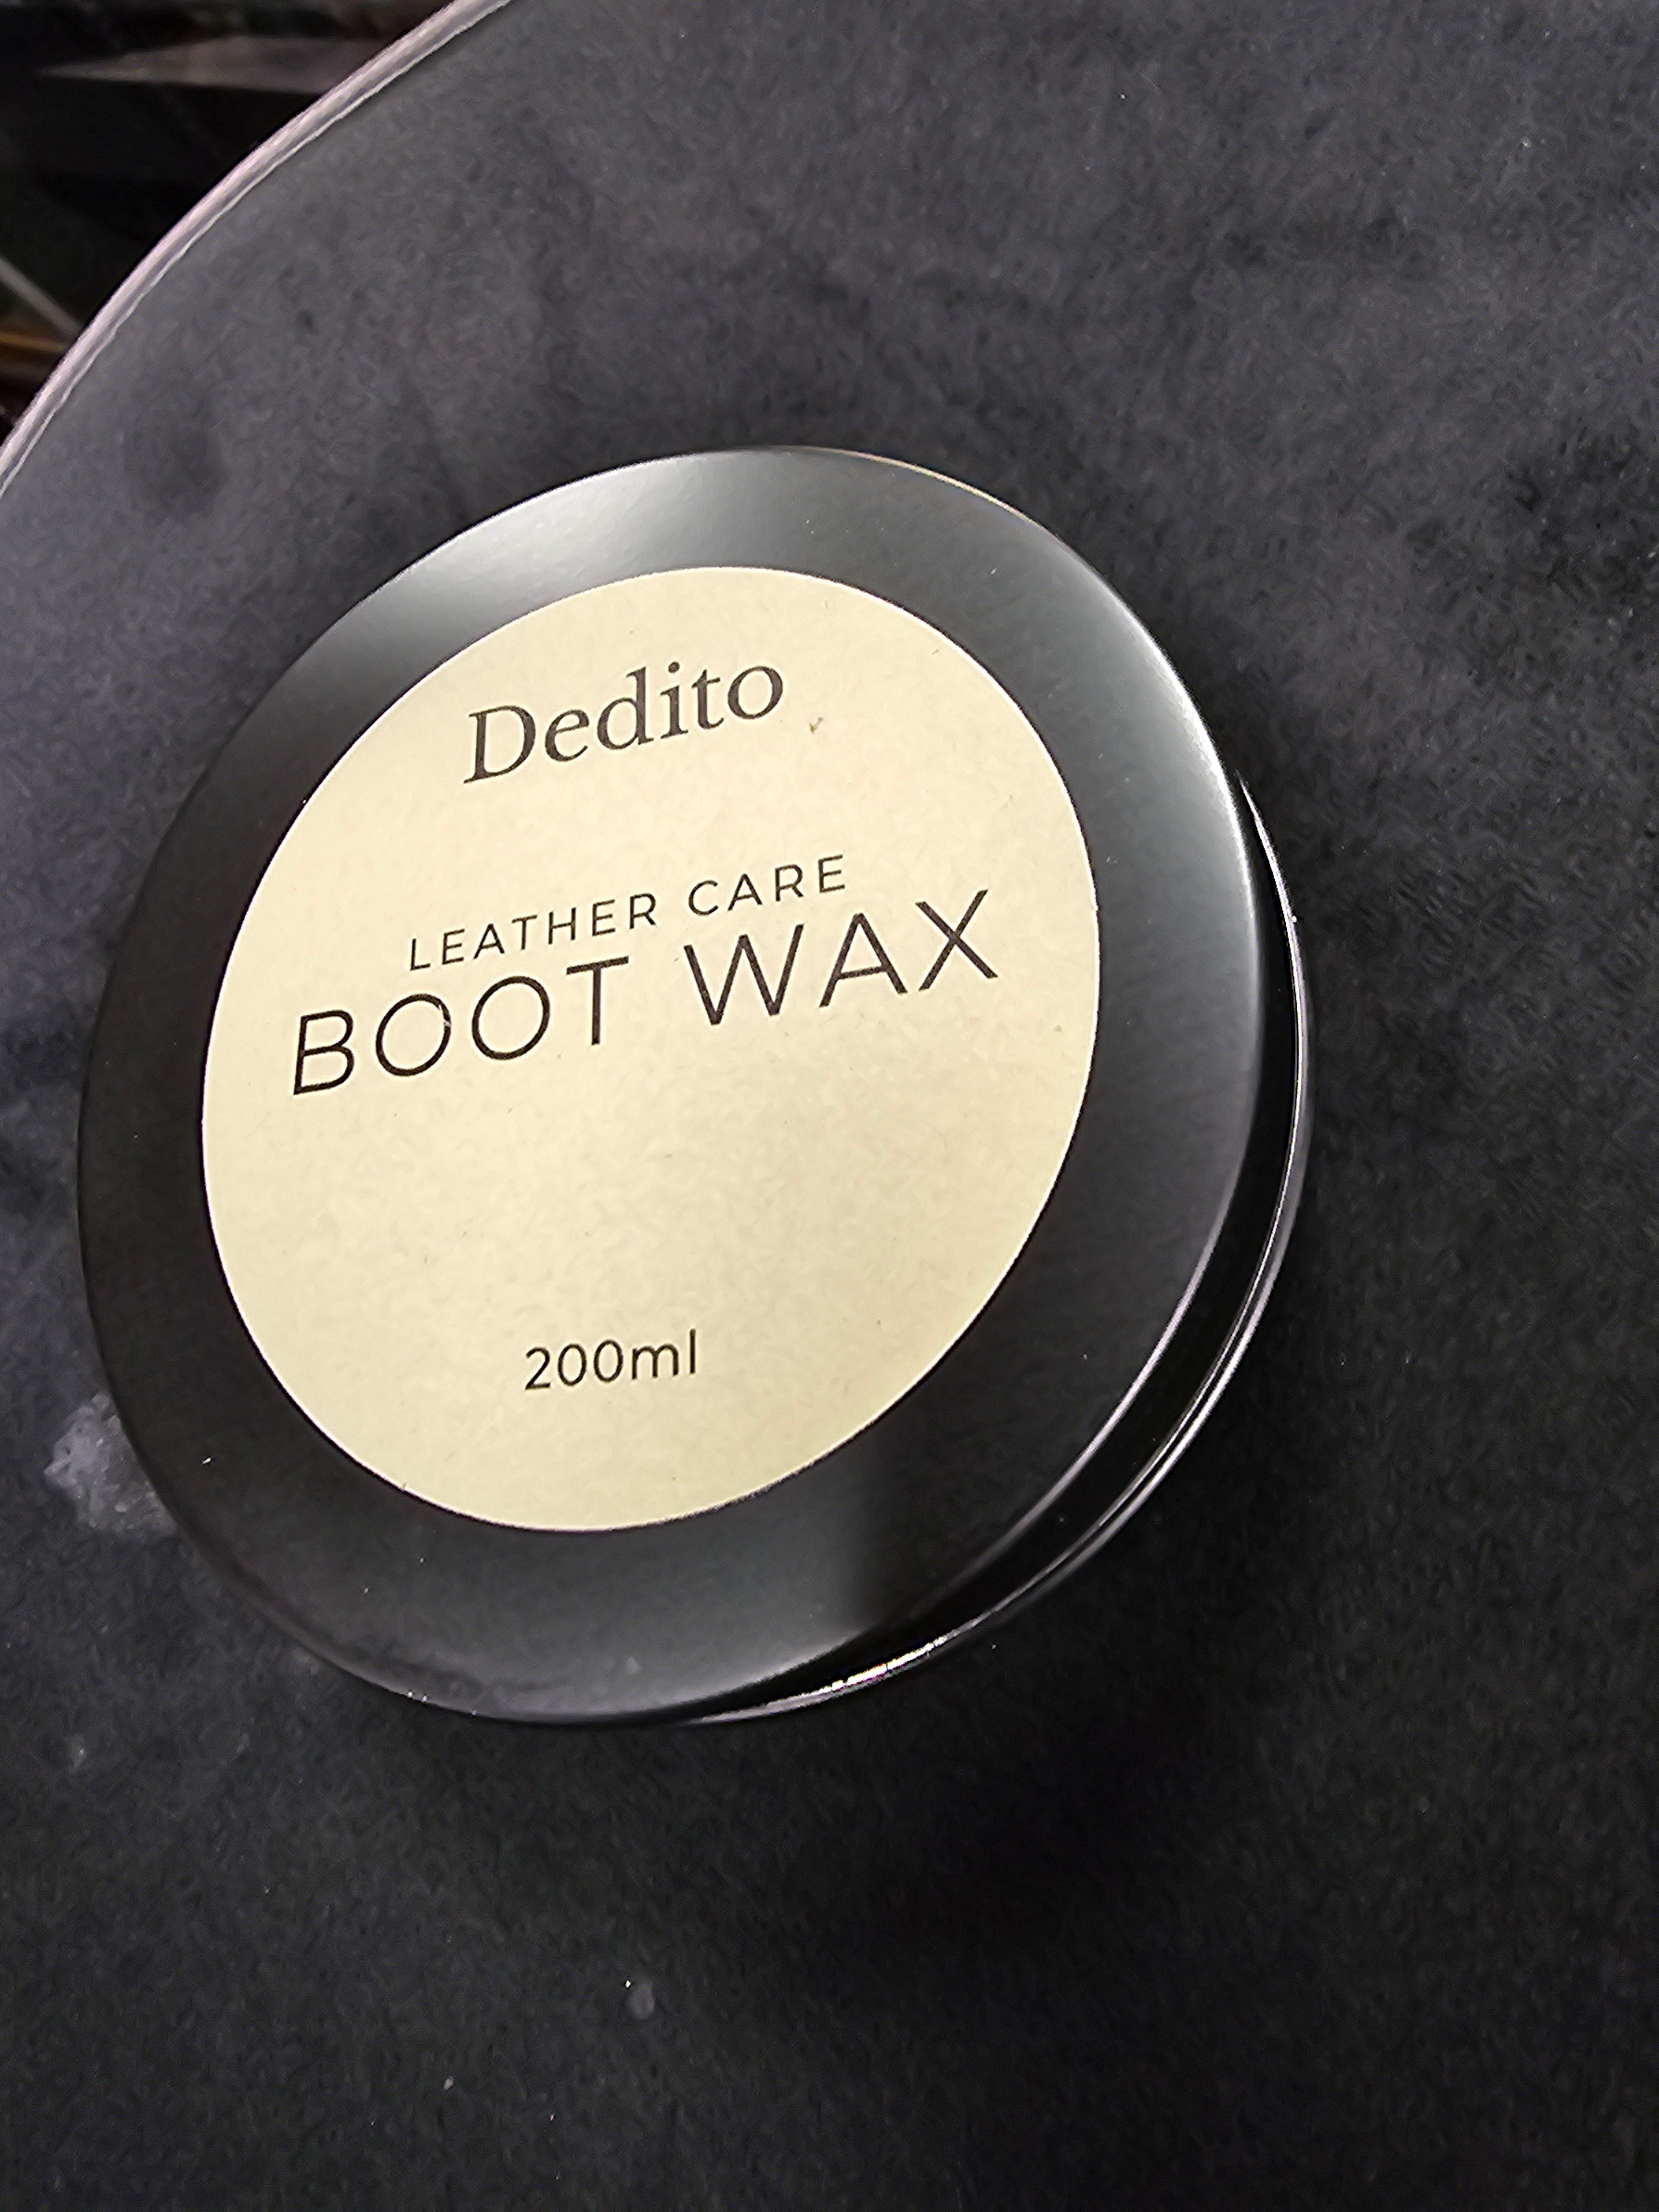 Dedito
LEATHER CARE
BOOT WAX
200ml